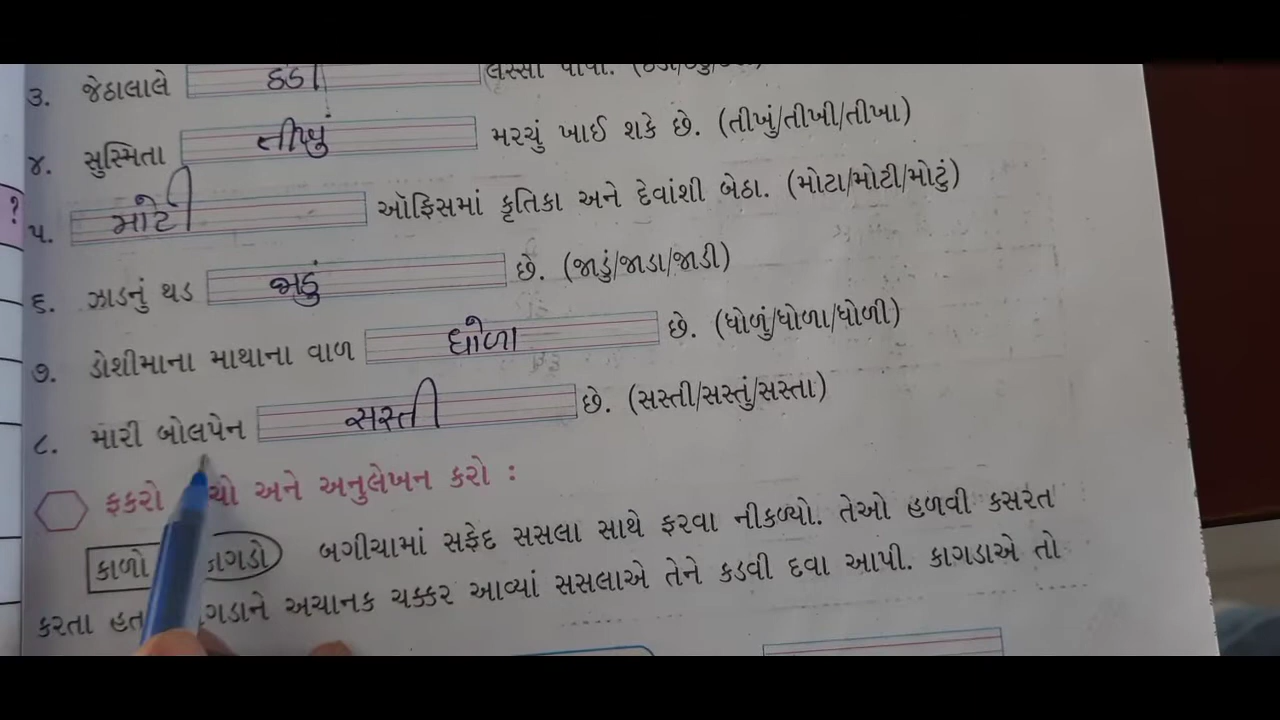 ૩. જેઠાલાલે ઠંડી લસ્સી પીધી.
૪. સુસ્મિતા તીખું મરચું ખાઈ શકે છે. (તીખું/તીખી/તીખા)
૫. મોટી ઑફિસમાં કૃતિકા અને દેવાંશી બેઠા. (મોટા/મોટી/મોટું)
૬. ઝાડનું થડ જાડું છે. (જાડું/જાડા/જાડી)
૭. ડોશીમાના માથાના વાળ ધોળા છે. (ધોળું/ધોળા/ધોળી)
૮. મારી બોલપેન સસ્તી છે. (સસ્તી/સસ્તું/સસ્તા)
ફકરો અને અનુલેખન કરો :
કાળો કાગડો બગીચામાં સફેદ સસલા સાથે ફરવા નીકળ્યો. તેઓ હળવી કસરત
કરતા અચાનક ચક્કર આવ્યાં સસલાએ તેને કડવી દવા આપી. કાગડાએ તો
?